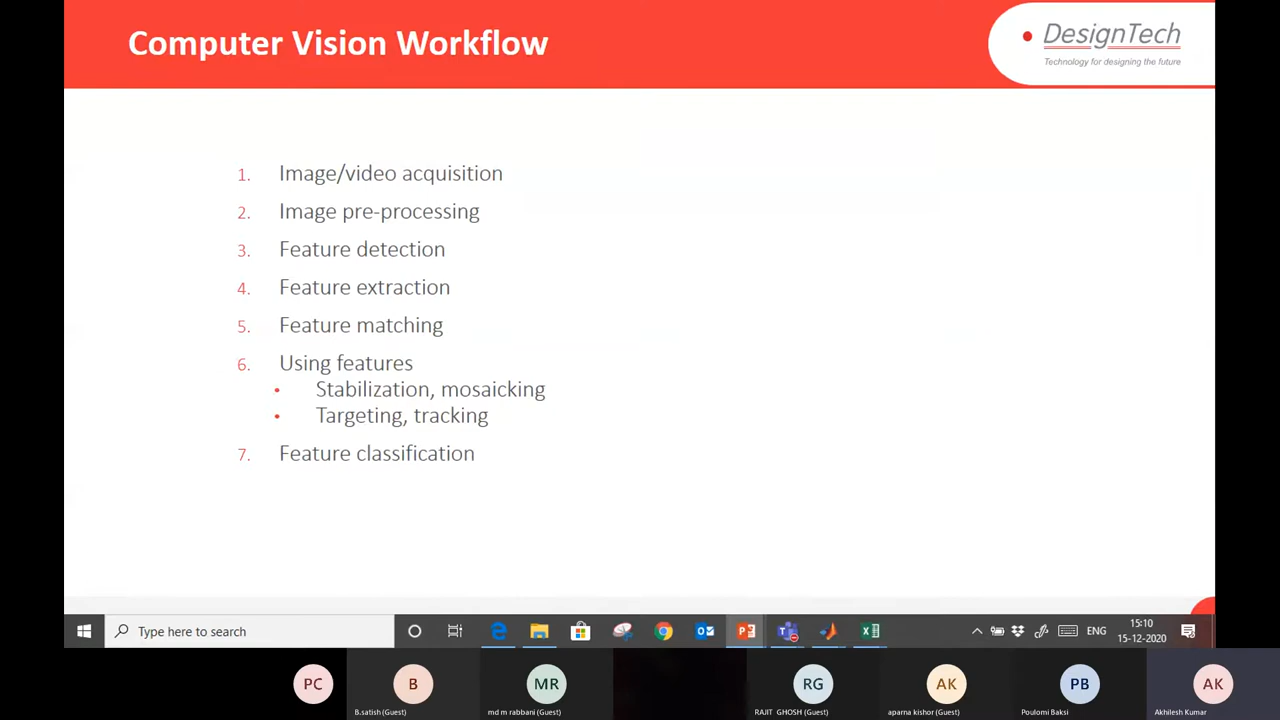 Computer Vision Workflow
DesignTech
Technology for designing the future
1. Image/video acquisition
2. Image pre-processing
3. Feature detection
4. Feature extraction
5. Feature matching
6. Using features
• Stabilization, mosaicking
• Targeting, tracking
7. Feature classification
Type here to search
ENG
15:10
15-12-2020
PC
B
MR
RG
AK
PB
AK
B.satish (Guest)
md m rabbani (Guest)
RAJIT GHOSH (Guest)
aparna kishor (Guest)
Poulomi Baksi
Akhilesh Kumar